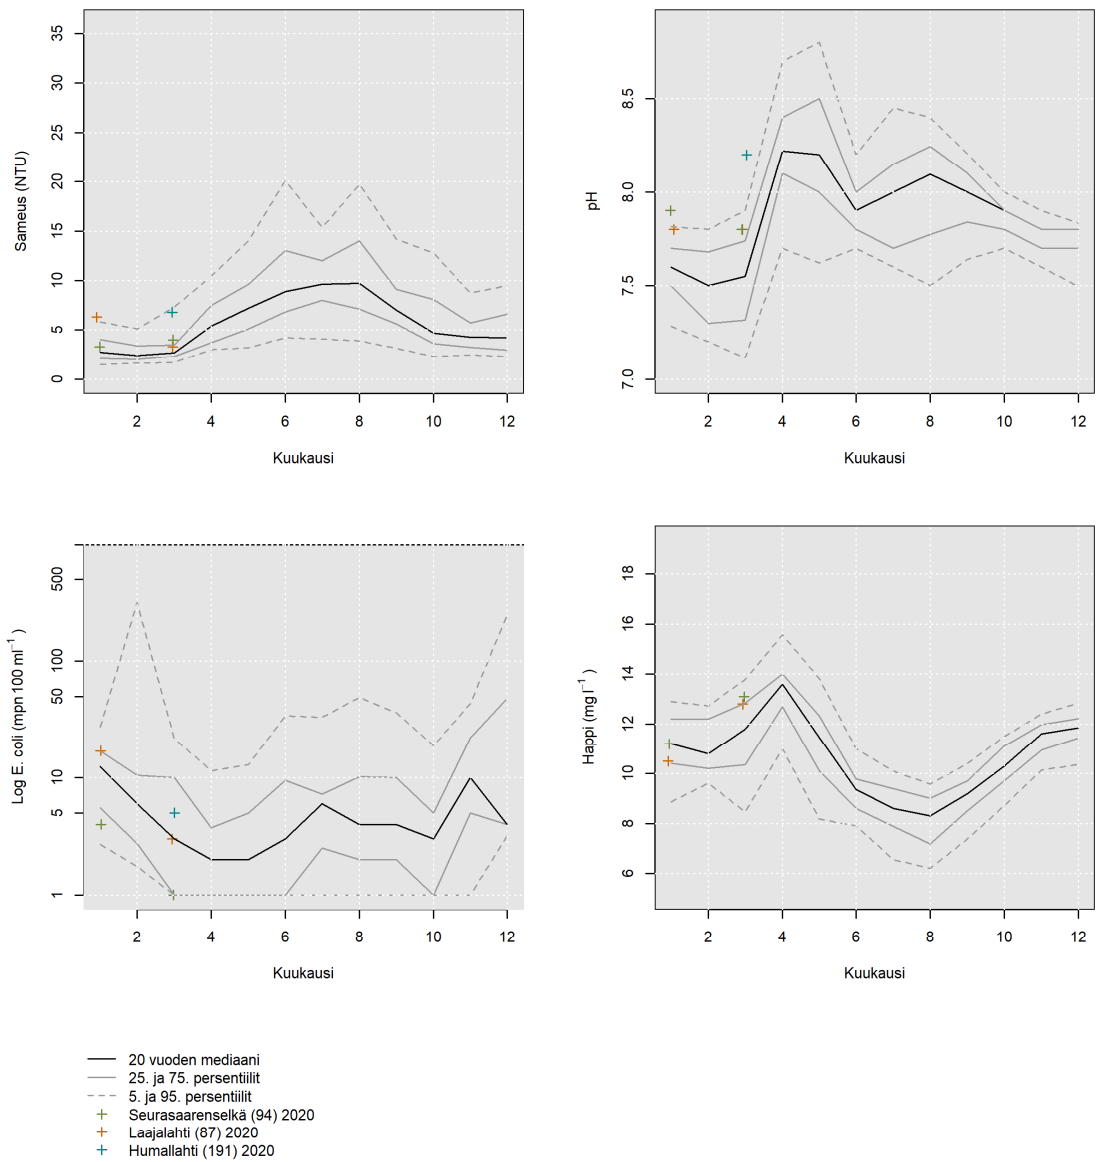 Sameus (NTU)
0 5 10 15 20 25 30 35
2 4 6 8 10 12
Kuukausi
pH
7.0 7.5 8.0 8.5
2 4 6 8 10 12
Kuukausi
Log E. coli (mpn 100 ml⁻¹ )
1 5 10 50 100 500
2 4 6 8 10 12
Kuukausi
Happi (mg l⁻¹ )
6 8 10 12 14 16 18
2 4 6 8 10 12
Kuukausi
20 vuoden mediaani
25. ja 75. persentiilit
5. ja 95. persentiilit
Seurasaarenselkä (94) 2020
Laajalahti (87) 2020
Humallahti (191) 2020